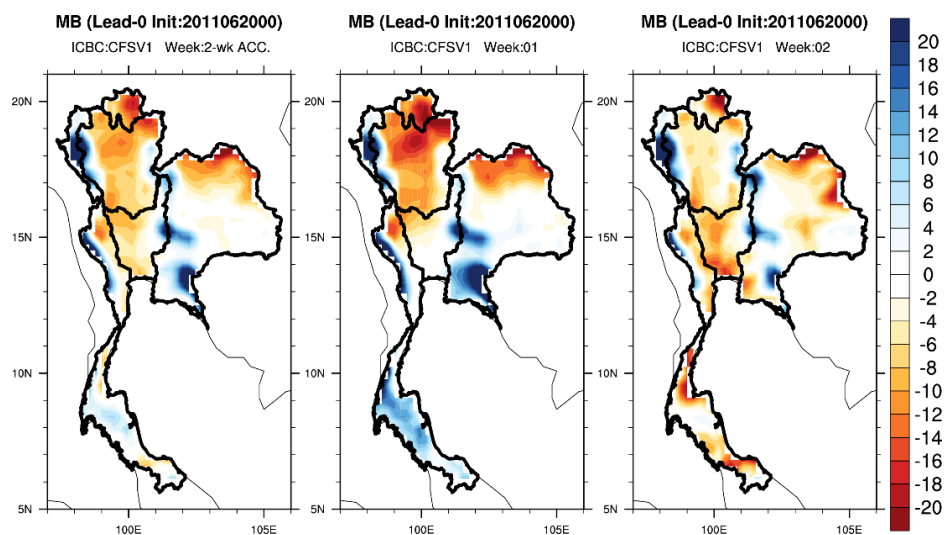 MB (Lead-0 Init:2011062000)
ICBC:CFSV1 Week:2-wk ACC.
20N
15N
10N
5N
100E
105E
MB (Lead-0 Init:2011062000)
ICBC:CFSV1 Week:01
20N
15N
10N
5N
100E
105E
MB (Lead-0 Init:2011062000)
ICBC:CFSV1 Week:02
20N
15N
10N
5N
100E
105E
20
18
16
14
12
10
8
6
4
2
0
-2
-4
-6
-8
-10
-12
-14
-16
-18
-20